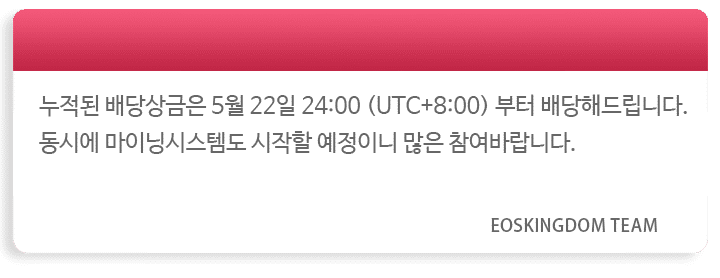 누적된 배당상금은 5월 22일 24:00 (UTC+8:00) 부터 배당해드립니다.
동시에 마이닝시스템도 시작할 예정이니 많은 참여바랍니다.
EOSKINGDOM TEAM